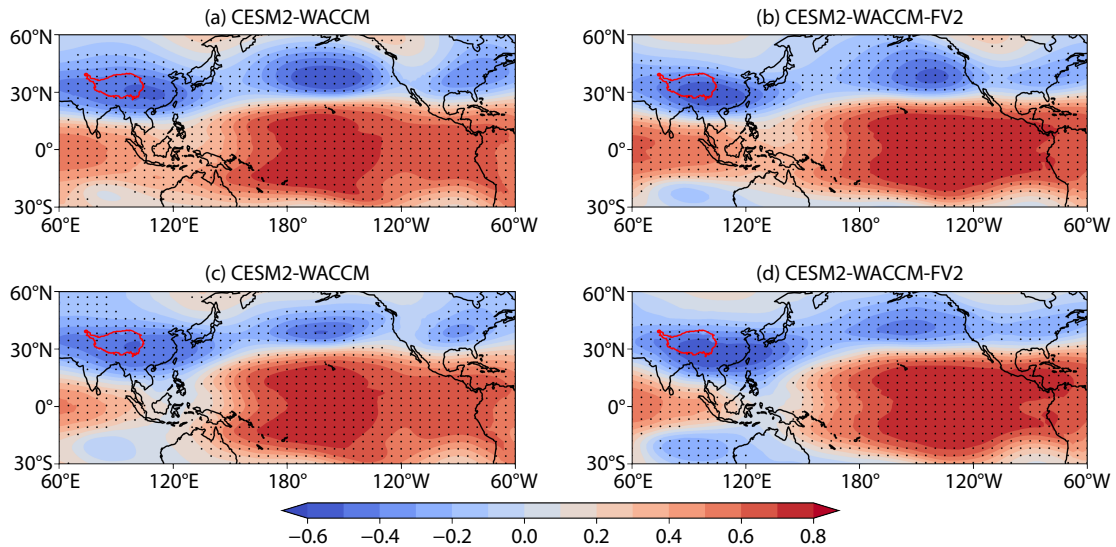 (a) CESM2-WACCM
(b) CESM2-WACCM-FV2
60°N
30°N
0°
30°S
60°E 120°E 180° 120°W 60°W
60°N
30°N
0°
30°S
60°E 120°E 180° 120°W 60°W
(c) CESM2-WACCM
(d) CESM2-WACCM-FV2
60°N
30°N
0°
30°S
60°E 120°E 180° 120°W 60°W
60°N
30°N
0°
30°S
60°E 120°E 180° 120°W 60°W
−0.6 −0.4 −0.2 0.0 0.2 0.4 0.6 0.8